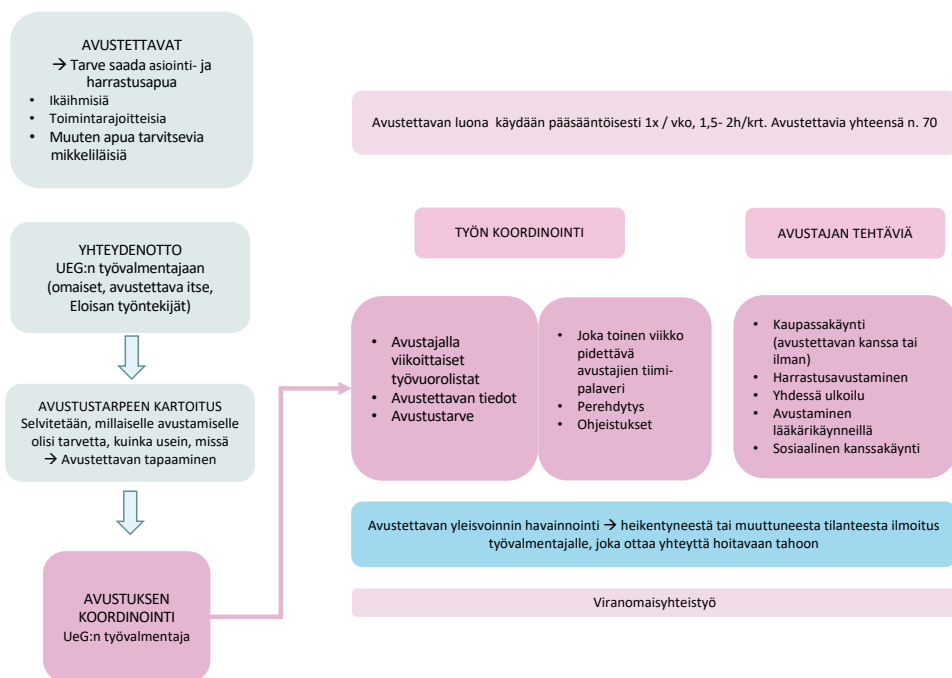 AVUSTETTAVAT
→ Tarve saada asiointi- ja
harrastusapua
• Ikäihmisiä
• Toimintarajoitteisia
• Muuten apua tarvitsevia
mikkeliläisiä
YHTEYDENOTTO
UEG:n työvalmentajaan
(omaiset, avustettava itse,
Eloisan työntekijät)
AVUSTUSTARPEEN KARTOITUS
Selvitetään, millaiselle avustamiselle
olisi tarvetta, kuinka usein, missä
→ Avustettavan tapaaminen
AVUSTUKSEN
KOORDINOINTI
UeG:n työvalmentaja
Avustettavan luona käydään pääsääntöisesti 1x / vko, 1,5- 2h/krt. Avustettavia yhteensä n. 70
TYÖN KOORDINOINTI
• Avustajalla
viikoittaiset
työvuorolistat
• Avustettavan tiedot
• Avustustarve
• Joka toinen viikko
pidettävä
avustajien tiimi-
palaveri
• Perehdytys
• Ohjeistukset
AVUSTAJAN TEHTÄVIÄ
• Kaupassakäynti
(avustettavan kanssa tai
ilman)
• Harrastusavustaminen
• Yhdessä ulkoilu
• Avustaminen
lääkärikäynneillä
• Sosiaalinen kanssakäynti
Avustettavan yleisvoinnin havainnointi → heikentyneestä tai muuttuneesta tilanteesta ilmoitus
työvalmentajalle, joka ottaa yhteyttä hoitavaan tahoon
Viranomaisyhteistyö